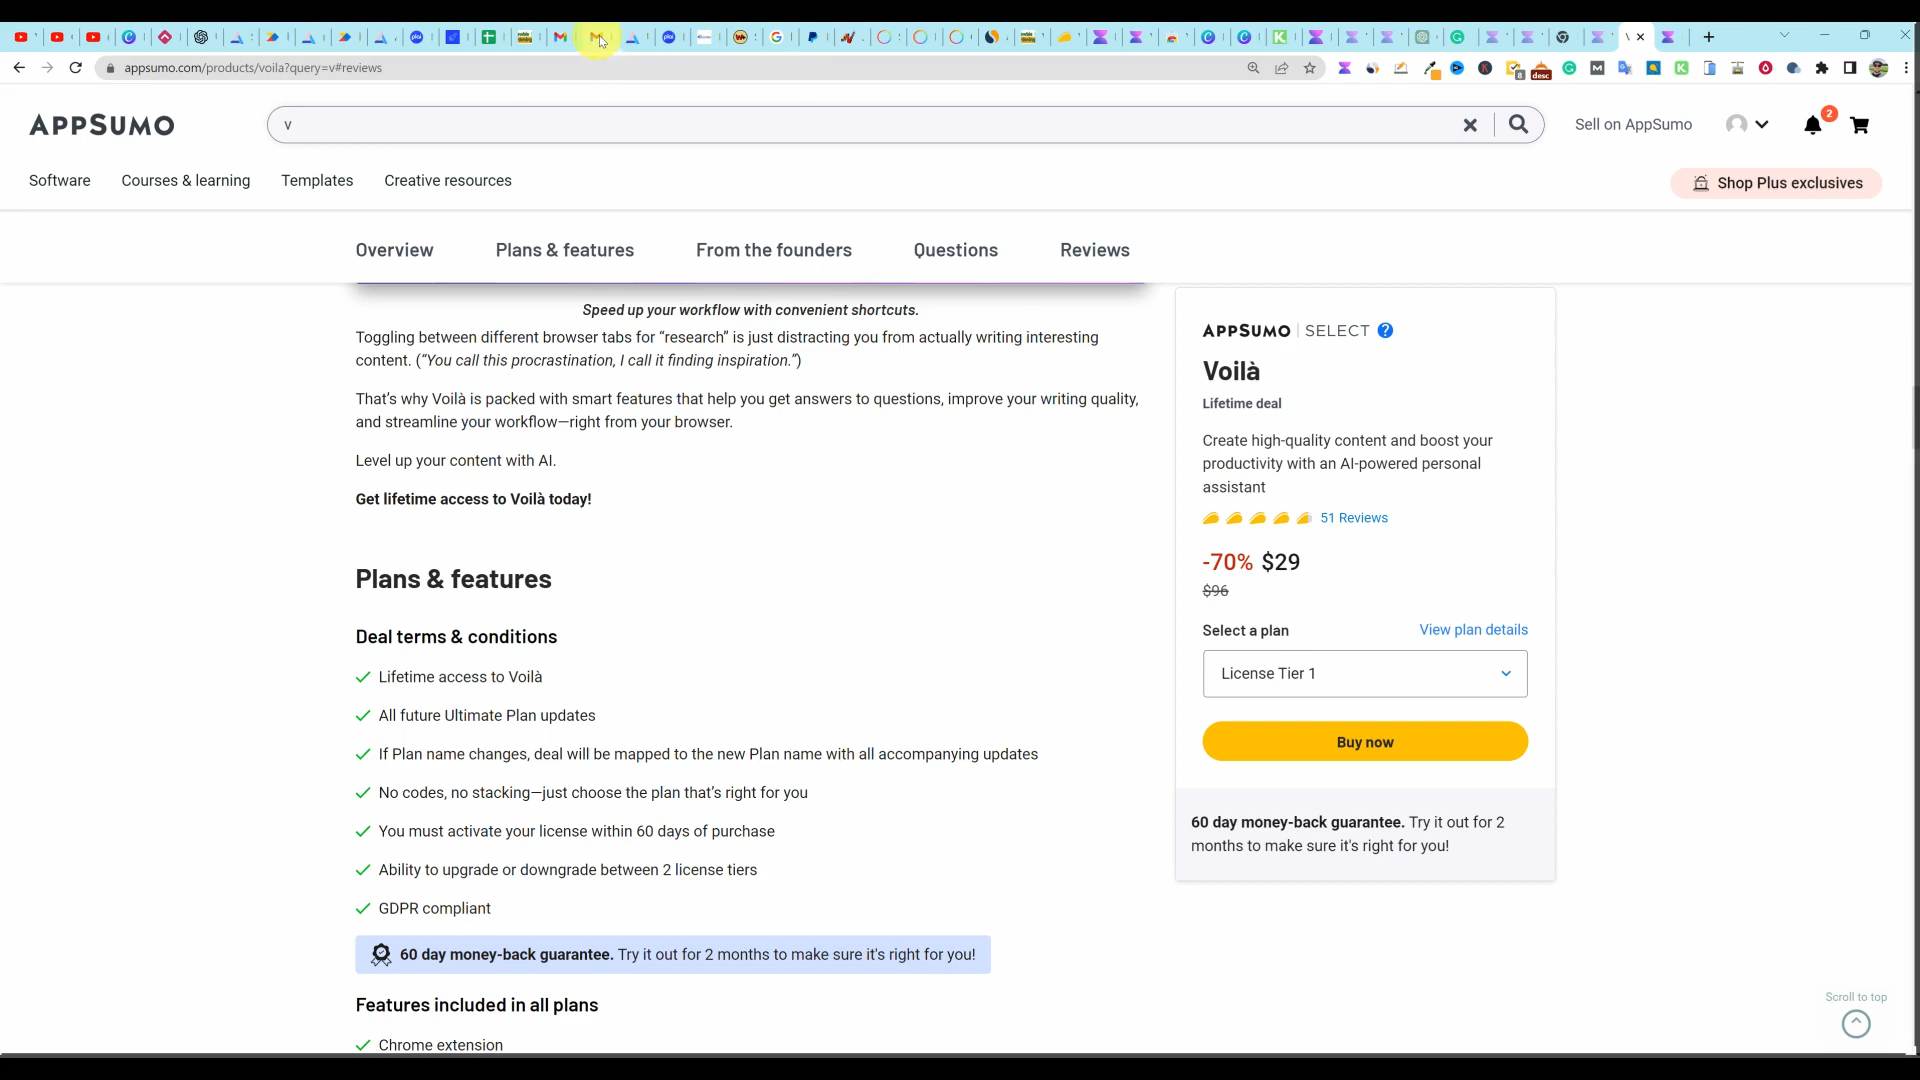 appsumo.com/products/voila?query=v#reviews
8
desc
APPSUMO
v
Sell on AppSumo
2
Software
Courses & learning
Templates
Creative resources
Shop Plus exclusives
Overview
Plans & features
From the founders
Questions
Reviews
Speed up your workflow with convenient shortcuts.
Toggling between different browser tabs for “research” is just distracting you from actually writing interesting
content. (“You call this procrastination, I call it finding inspiration.”)
That’s why Voilà is packed with smart features that help you get answers to questions, improve your writing quality,
and streamline your workflow—right from your browser.
Level up your content with AI.
Get lifetime access to Voilà today!
Plans & features
Deal terms & conditions
Lifetime access to Voilà
All future Ultimate Plan updates
If Plan name changes, deal will be mapped to the new Plan name with all accompanying updates
No codes, no stacking—just choose the plan that’s right for you
You must activate your license within 60 days of purchase
Ability to upgrade or downgrade between 2 license tiers
GDPR compliant
60 day money-back guarantee. Try it out for 2 months to make sure it's right for you!
Features included in all plans
Chrome extension
APPSUMO | SELECT ?
Voilà
Lifetime deal
Create high-quality content and boost your
productivity with an AI-powered personal
assistant
51 Reviews
-70% $29
$96
Select a plan
View plan details
License Tier 1
Buy now
60 day money-back guarantee. Try it out for 2
months to make sure it's right for you!
Scroll to top